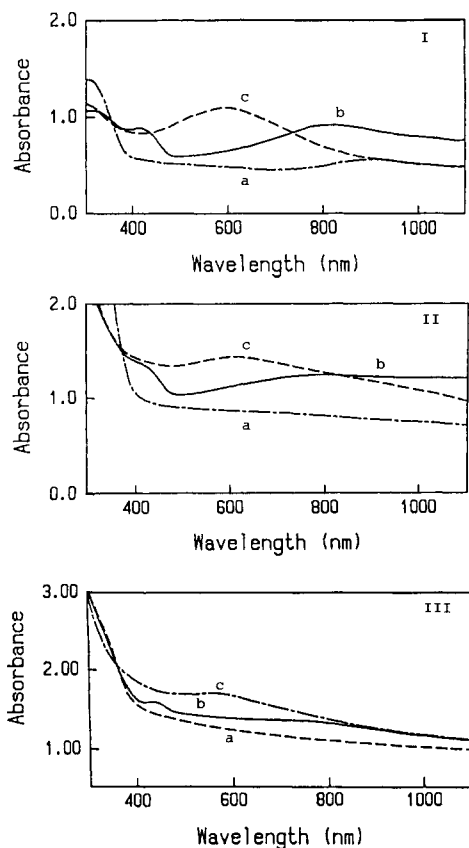 2.0
I
c
1.0
b
a
0.0
400 600 800 1000
Absorbance
Wavelength (nm)
2.0
II
c
b
1.0
a
0.0
400 600 800 1000
Absorbance
Wavelength (nm)
3.00
III
2.00
c
b
a
1.00
400 600 800 1000
Absorbance
Wavelength (nm)